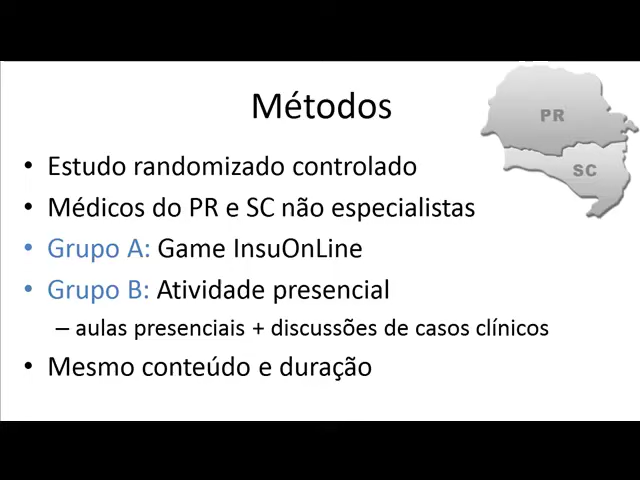 Métodos
PR
SC
• Estudo randomizado controlado
• Médicos do PR e SC não especialistas
• Grupo A: Game InsuOnLine
• Grupo B: Atividade presencial
– aulas presenciais + discussões de casos clínicos
• Mesmo conteúdo e duração